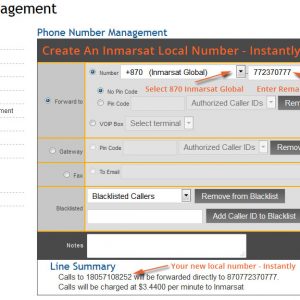 agement
Phone Number Management
Create An Inmarsat Local Number - Instantly
Number +870 (Inmarsat Global) 772370777
Select 870 Inmarsat Global Enter Rema
No Pin Code
ment
Forward to
Pin Code Authorized Caller IDs Remo
VOIP Box Select terminal
Gateway Pin Code Authorized Caller IDs Remo
Fax To Email
Blacklisted Blacklisted Callers Remove from Blacklist
Add Caller ID to Blacklist
Notes
Line Summary Your new local number - Instantly
Calls to 18057108252 will be forwarded directly to 870772370777.
Calls will be charged at $3.4400 per minute to Inmarsat